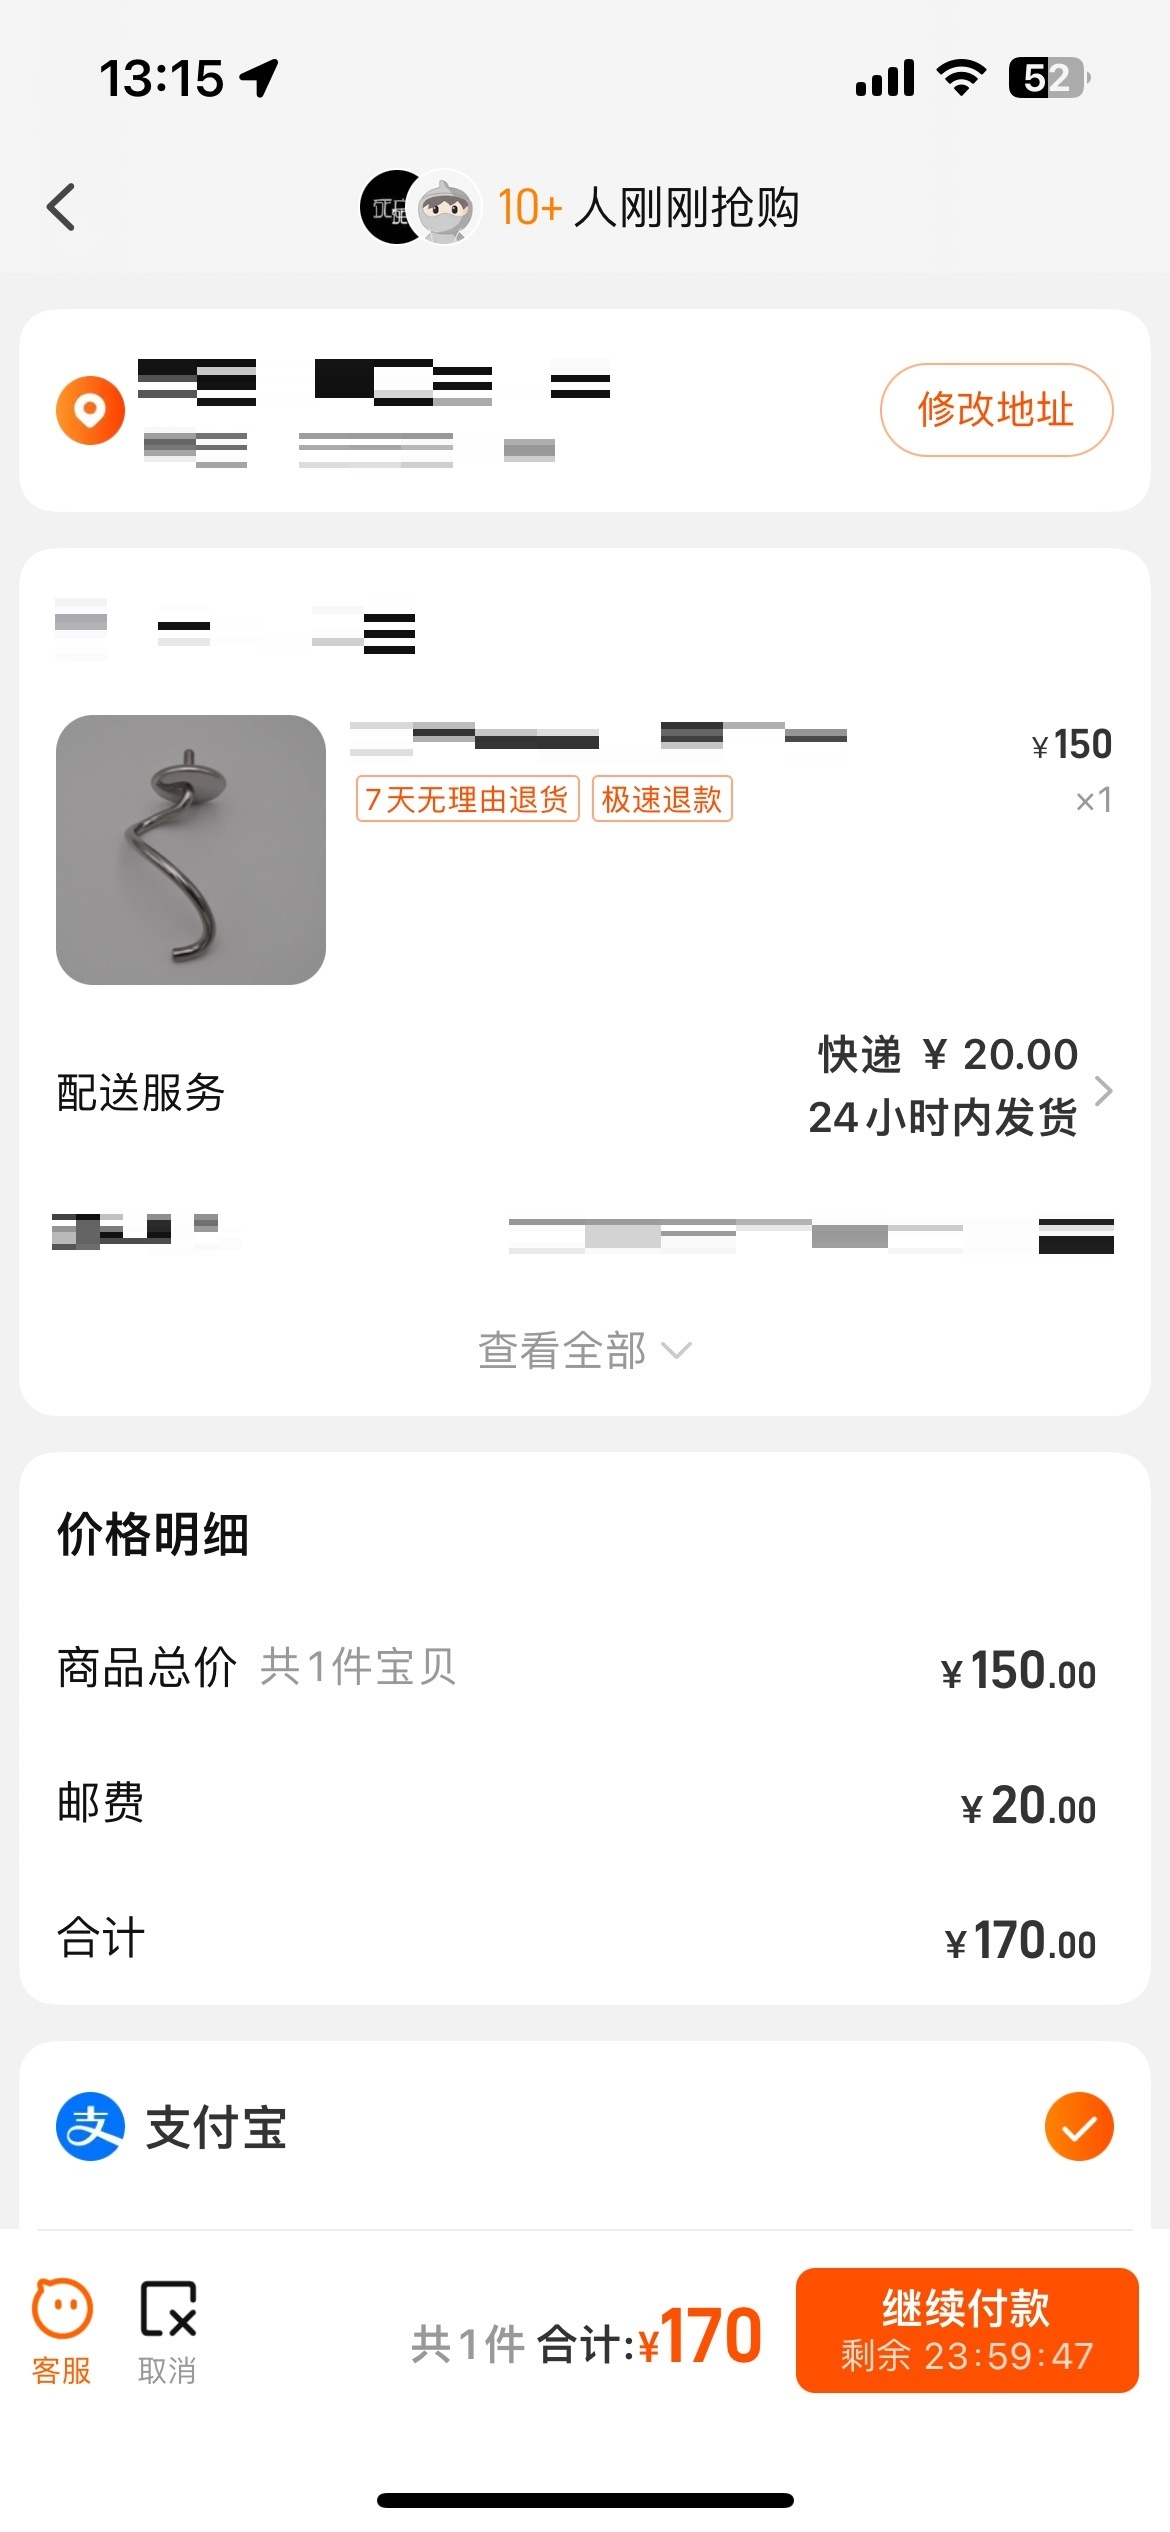 13:15
52
10+ 人刚刚抢购
修改地址
¥150
7天无理由退货 极速退款
×1
快递 ¥ 20.00
配送服务
24小时内发货
查看全部
价格明细
商品总价 共1件宝贝 ¥150.00
邮费 ¥20.00
合计 ¥170.00
支 支付宝
共1件 合计:¥170
继续付款
剩余 23:59:47
客服 取消